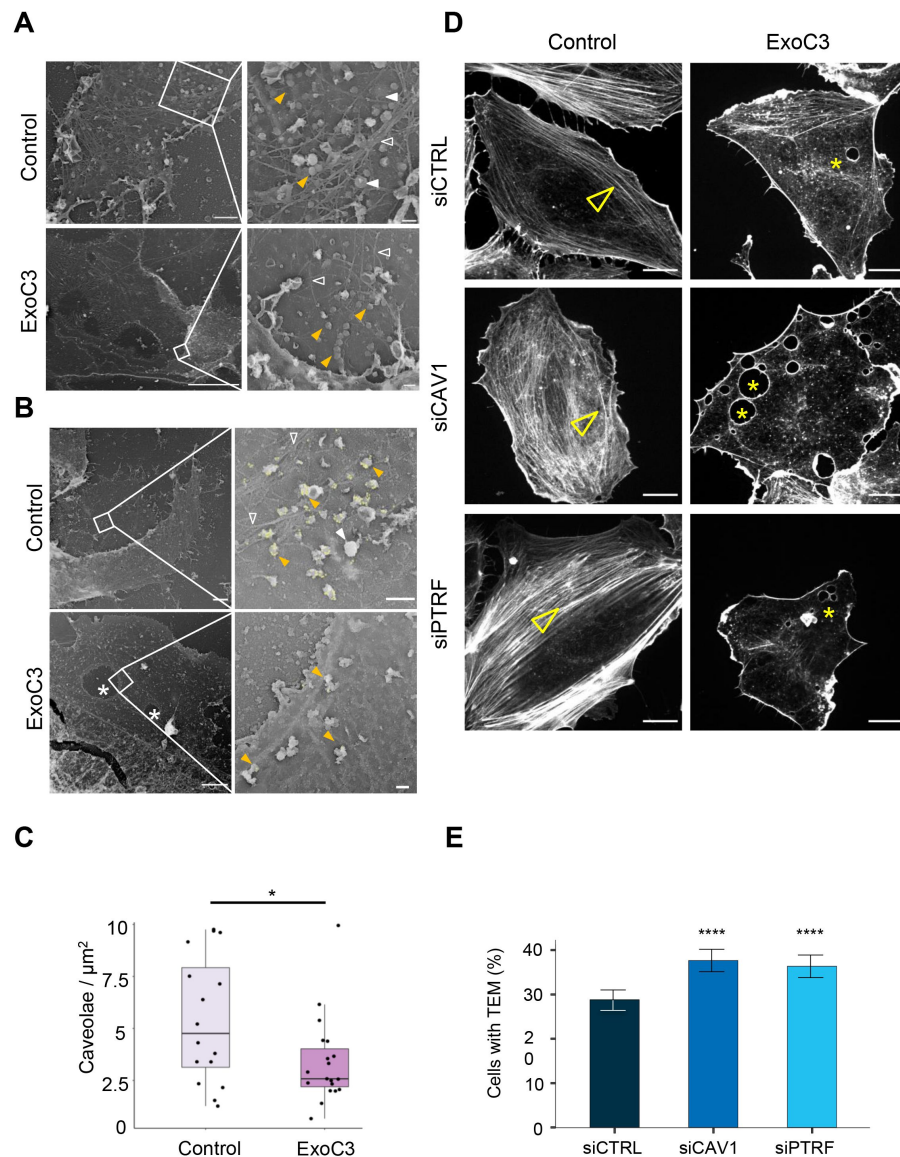 A
Control
ExoC3
B
Control
ExoC3
*
*
C
*
Caveolae / µm²
10
7.5
5
2.5
0
Control
ExoC3
D
Control
ExoC3
siCTRL
*
siCAV1
*
*
siPTRF
*
E
Cells with TEM (%)
40
30
2
0
10
0
****
****
siCTRL
siCAV1
siPTRF